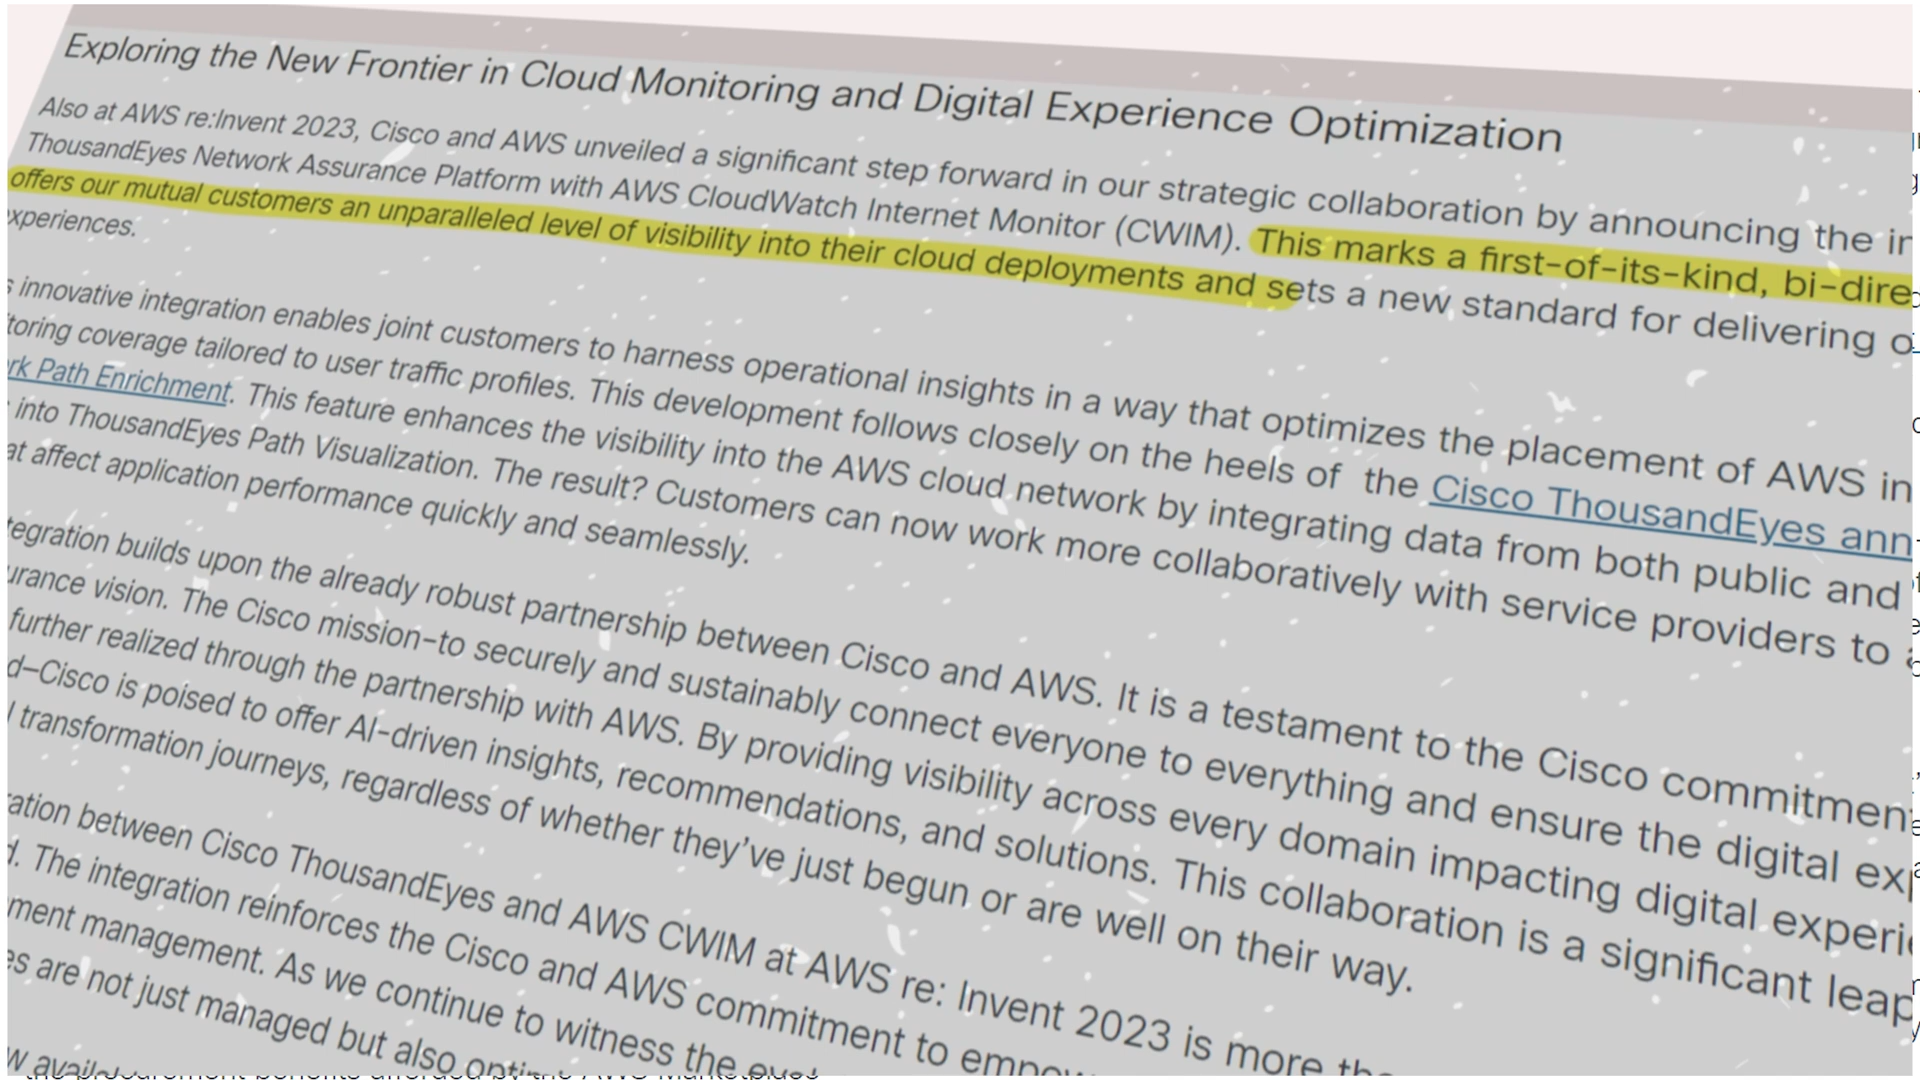 Exploring the New Frontier in Cloud Monitoring and Digital Experience Optimization
Also at AWS re:Invent 2023, Cisco and AWS unveiled a significant step forward in our strategic collaboration by announcing the
ThousandEyes Network Assurance Platform with AWS CloudWatch Internet Monitor (CWIM). This marks a first-of-its-kind, bi-dire
offers our mutual customers an unparalleled level of visibility into their cloud deployments and sets a new standard for delivering
xperiences.
innovative integration enables joint customers to harness operational insights in a way that optimizes the placement of AWS in
toring coverage tailored to user traffic profiles. This development follows closely on the heels of the Cisco ThousandEyes ann
rk Path Enrichment. This feature enhances the visibility into the AWS cloud network by integrating data from both public and
into ThousandEyes Path Visualization. The result? Customers can now work more collaboratively with service providers to
at affect application performance quickly and seamlessly.
tegration builds upon the already robust partnership between Cisco and AWS. It is a testament to the Cisco commitmen
urance vision. The Cisco mission–to securely and sustainably connect everyone to everything and ensure the digital exp
further realized through the partnership with AWS. By providing visibility across every domain impacting digital experi
d—Cisco is poised to offer AI-driven insights, recommendations, and solutions. This collaboration is a significant leap
l transformation journeys, regardless of whether they've just begun or are well on their way.
ration between Cisco ThousandEyes and AWS CWIM at AWS re: Invent 2023 is more
d. The integration reinforces the Cisco and AWS commitment to empow
ment management. As we continue to witness the
es are not just managed but also
w
the procurement benefits afforded by the AWS Marketplace